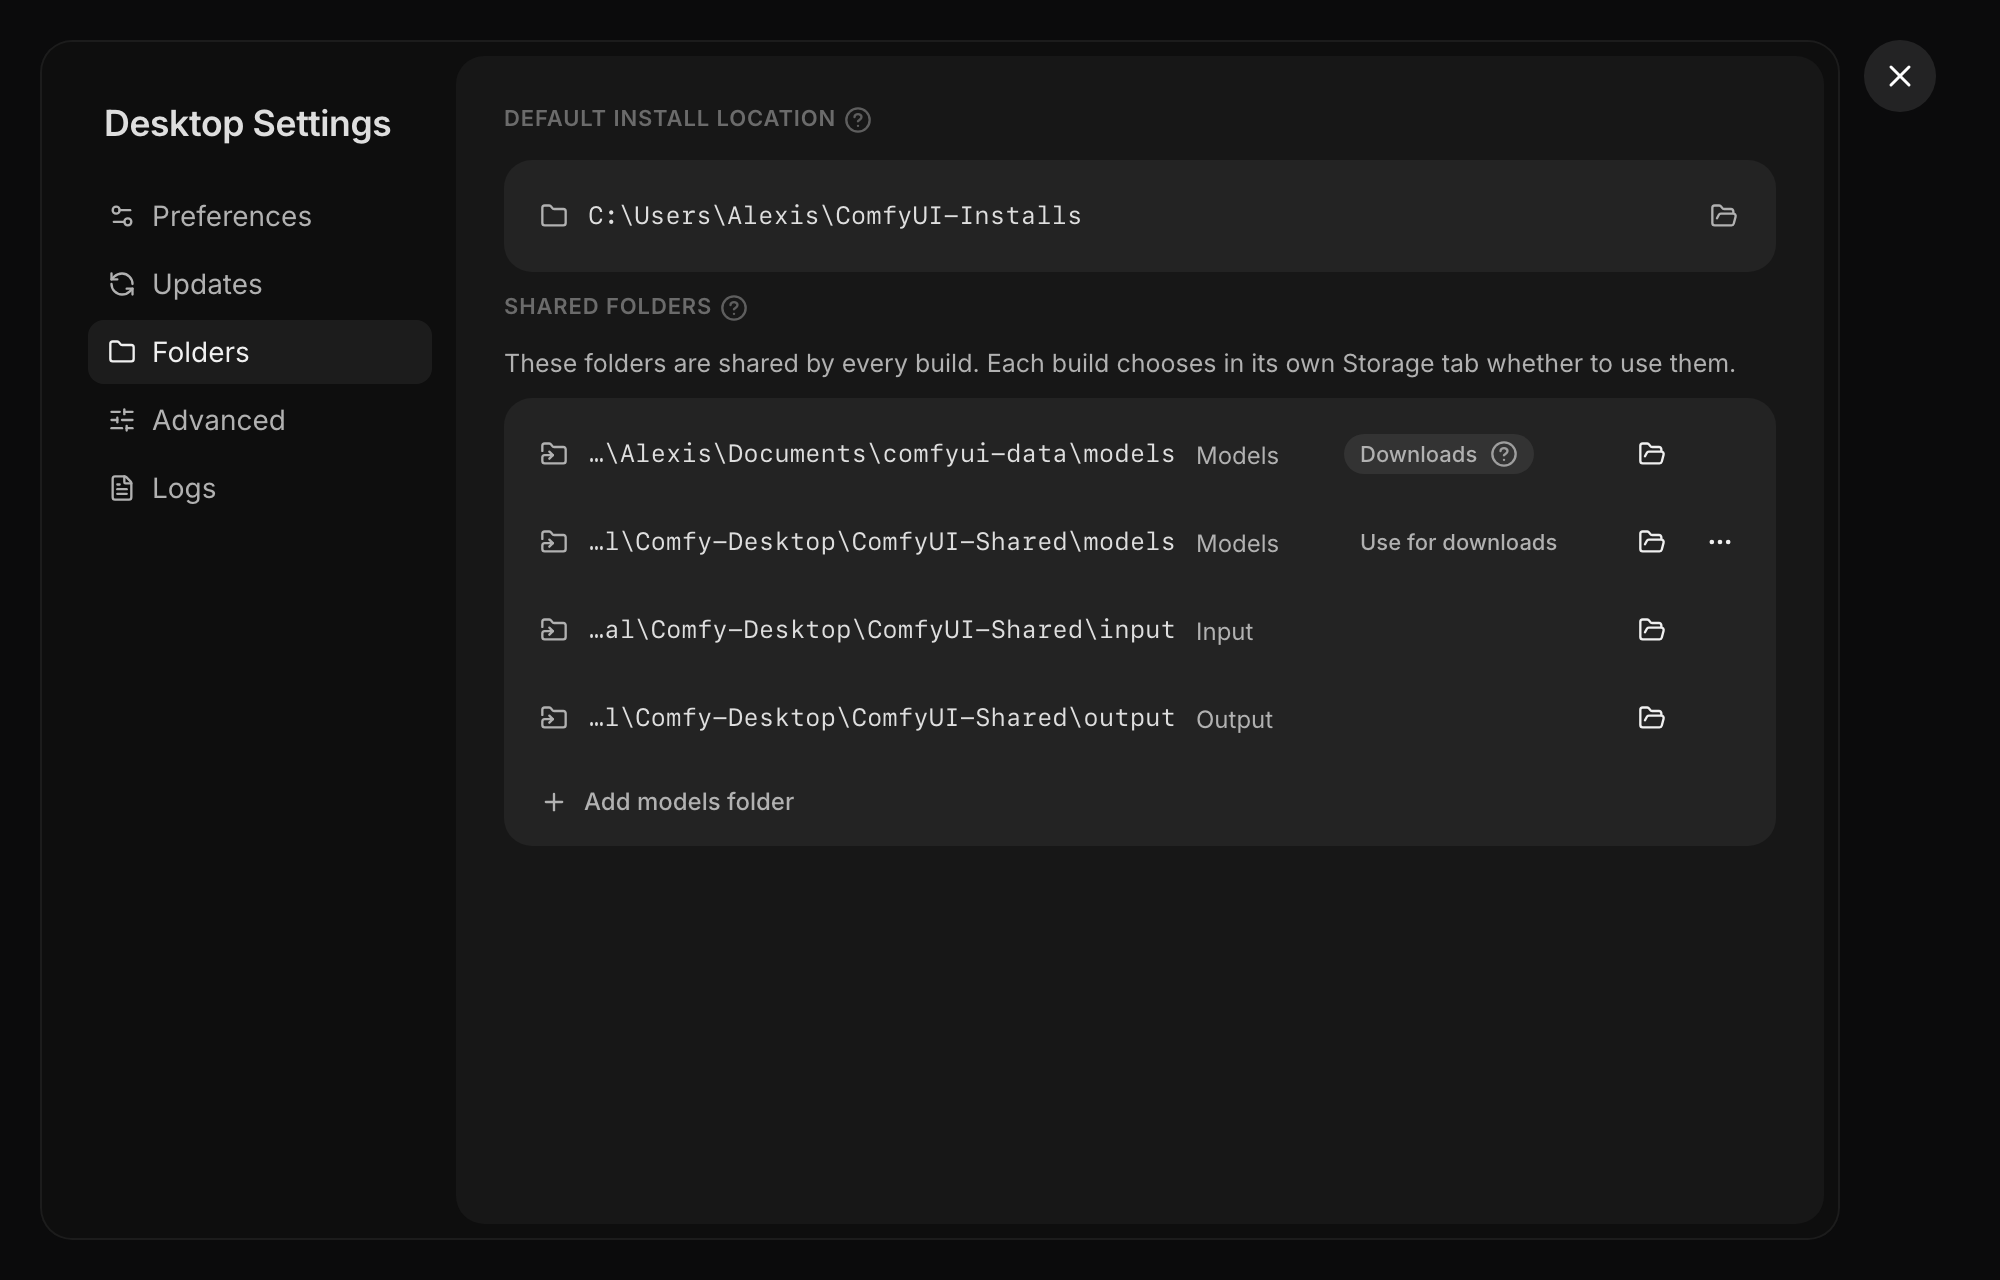 Desktop Settings
Preferences
Updates
Folders
Advanced
Logs
DEFAULT INSTALL LOCATION
C:\Users\Alexis\ComfyUI-Installs
SHARED FOLDERS
These folders are shared by every build. Each build chooses in its own Storage tab whether to use them.
…\Alexis\Documents\comfyui-data\models Models Downloads
…l\Comfy-Desktop\ComfyUI-Shared\models Models Use for downloads
…al\Comfy-Desktop\ComfyUI-Shared\input Input
…l\Comfy-Desktop\ComfyUI-Shared\output Output
Add models folder